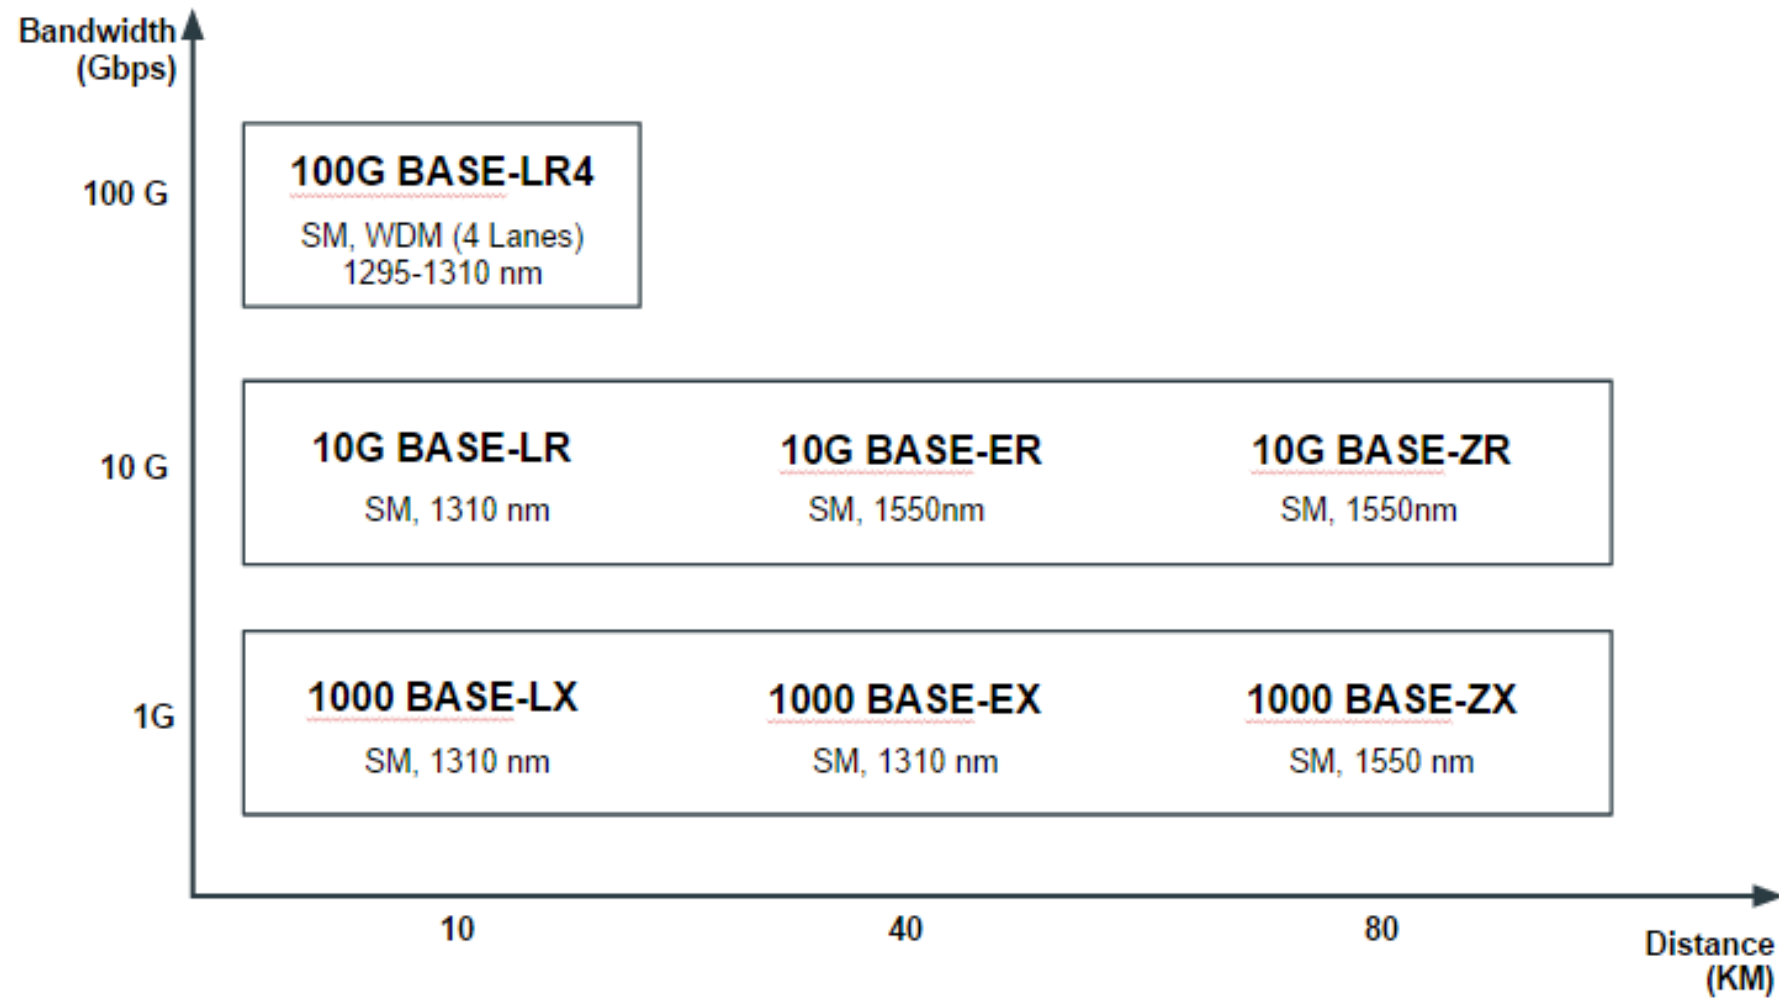 Bandwidth
(Gbps)
100 G
100G BASE-LR4
SM, WDM (4 Lanes)
1295-1310 nm
10 G
10G BASE-LR
SM, 1310 nm
10G BASE-ER
SM, 1550nm
10G BASE-ZR
SM, 1550nm
1G
1000 BASE-LX
SM, 1310 nm
1000 BASE-EX
SM, 1310 nm
1000 BASE-ZX
SM, 1550 nm
10
40
80
Distance
(KM)